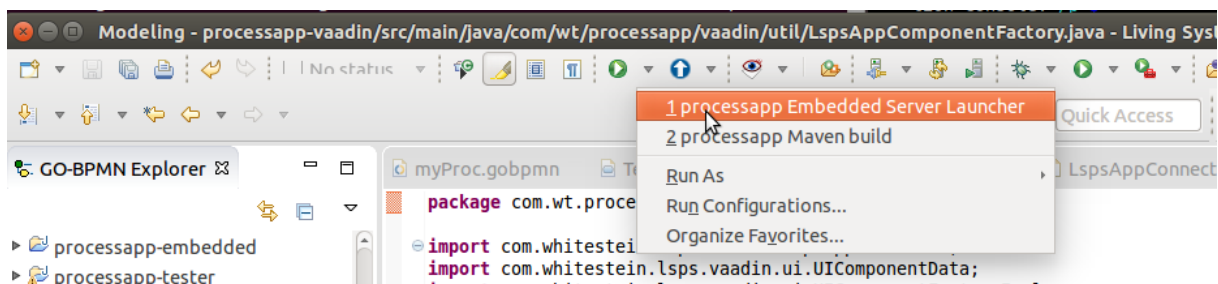 Modeling - processapp-vaadin/src/main/java/com/wt/processapp/vaadin/util/LspsAppComponentFactory.java - Living Syst
No status
1 processapp Embedded Server Launcher
Quick Access
2 processapp Maven build
GO-BPMN Explorer
myProc.gobpmn
Te
Run As
LspsAppConnect
package com.wt.proce
Run Configurations...
processapp-embedded
import com.whitestein
Organize Favorites...
import com.whitestein.lsps.vaadin.ui.UIComponentData;
processapp-tester